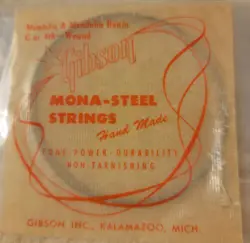 Gibson
MONA-STEEL
STRINGS
Hand Made
TONE-POWER-DURABILITY
NON-TARNISHING
GIBSON INC., KALAMAZOO, MICH.